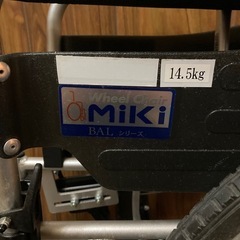 14.5kg
Wheel Chair
MiKi
BAL シリーズ